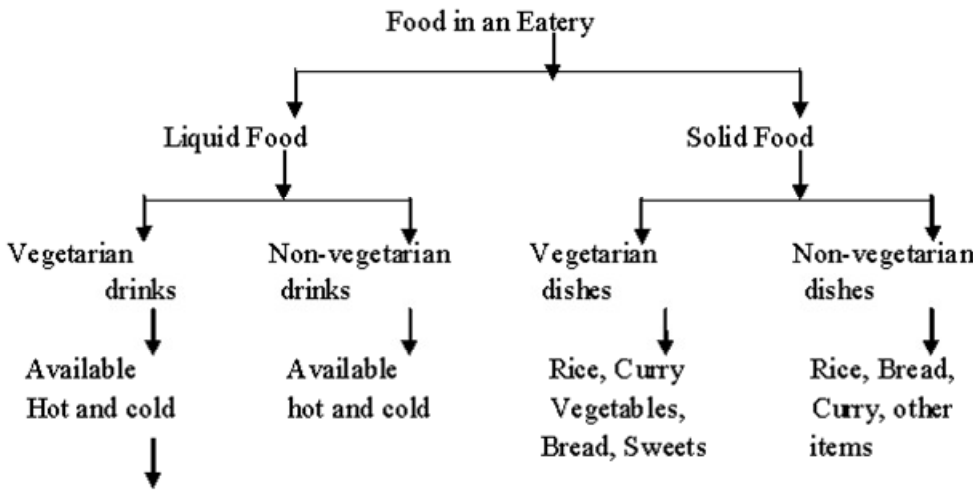 Food in an Eatery
Liquid Food
Solid Food
Vegetarian
drinks
Non-vegetarian
drinks
Vegetarian
dishes
Non-vegetarian
dishes
Available
Hot and cold
Available
hot and cold
Rice, Curry
Vegetables,
Bread, Sweets
Rice, Bread,
Curry, other
items